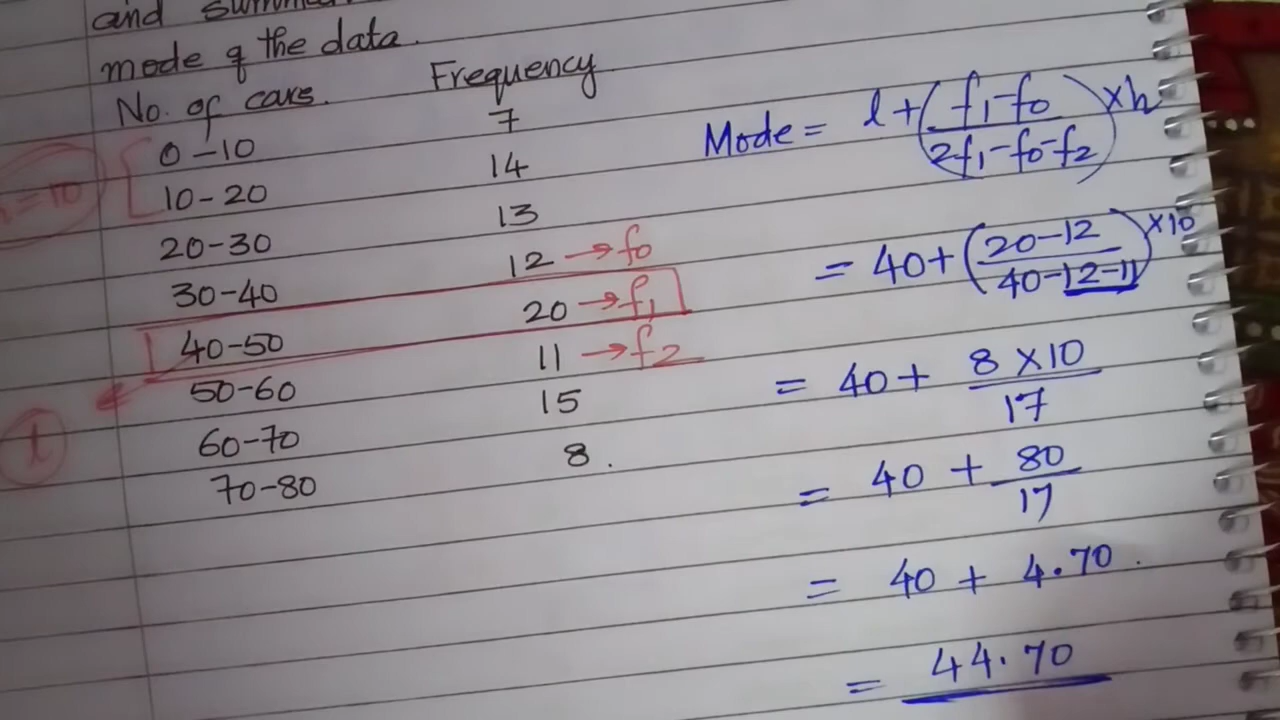 and
mode of the data.
No. of cars. Frequency
0-10 7
10-20 14
20-30 13
30-40 12 → f0
40-50 20 → f1
50-60 11 → f2
60-70 15
70-80 8.
= 10
l
Mode = l + (f1-f0 / 2f1-f0-f2) × h
= 40 + (20-12 / 40-12-11) × 10
= 40 + 8 × 10 / 17
= 40 + 80 / 17
= 40 + 4.70.
= 44.70